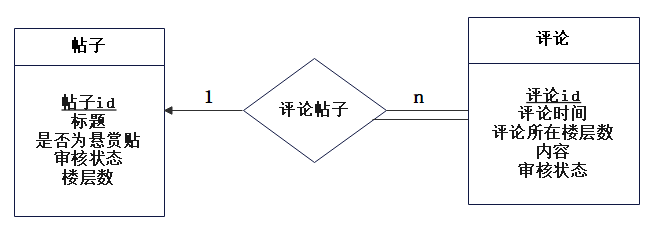 帖子
帖子id
标题
是否为悬赏贴
审核状态
楼层数
1
评论帖子
n
评论
评论id
评论时间
评论所在楼层数
内容
审核状态